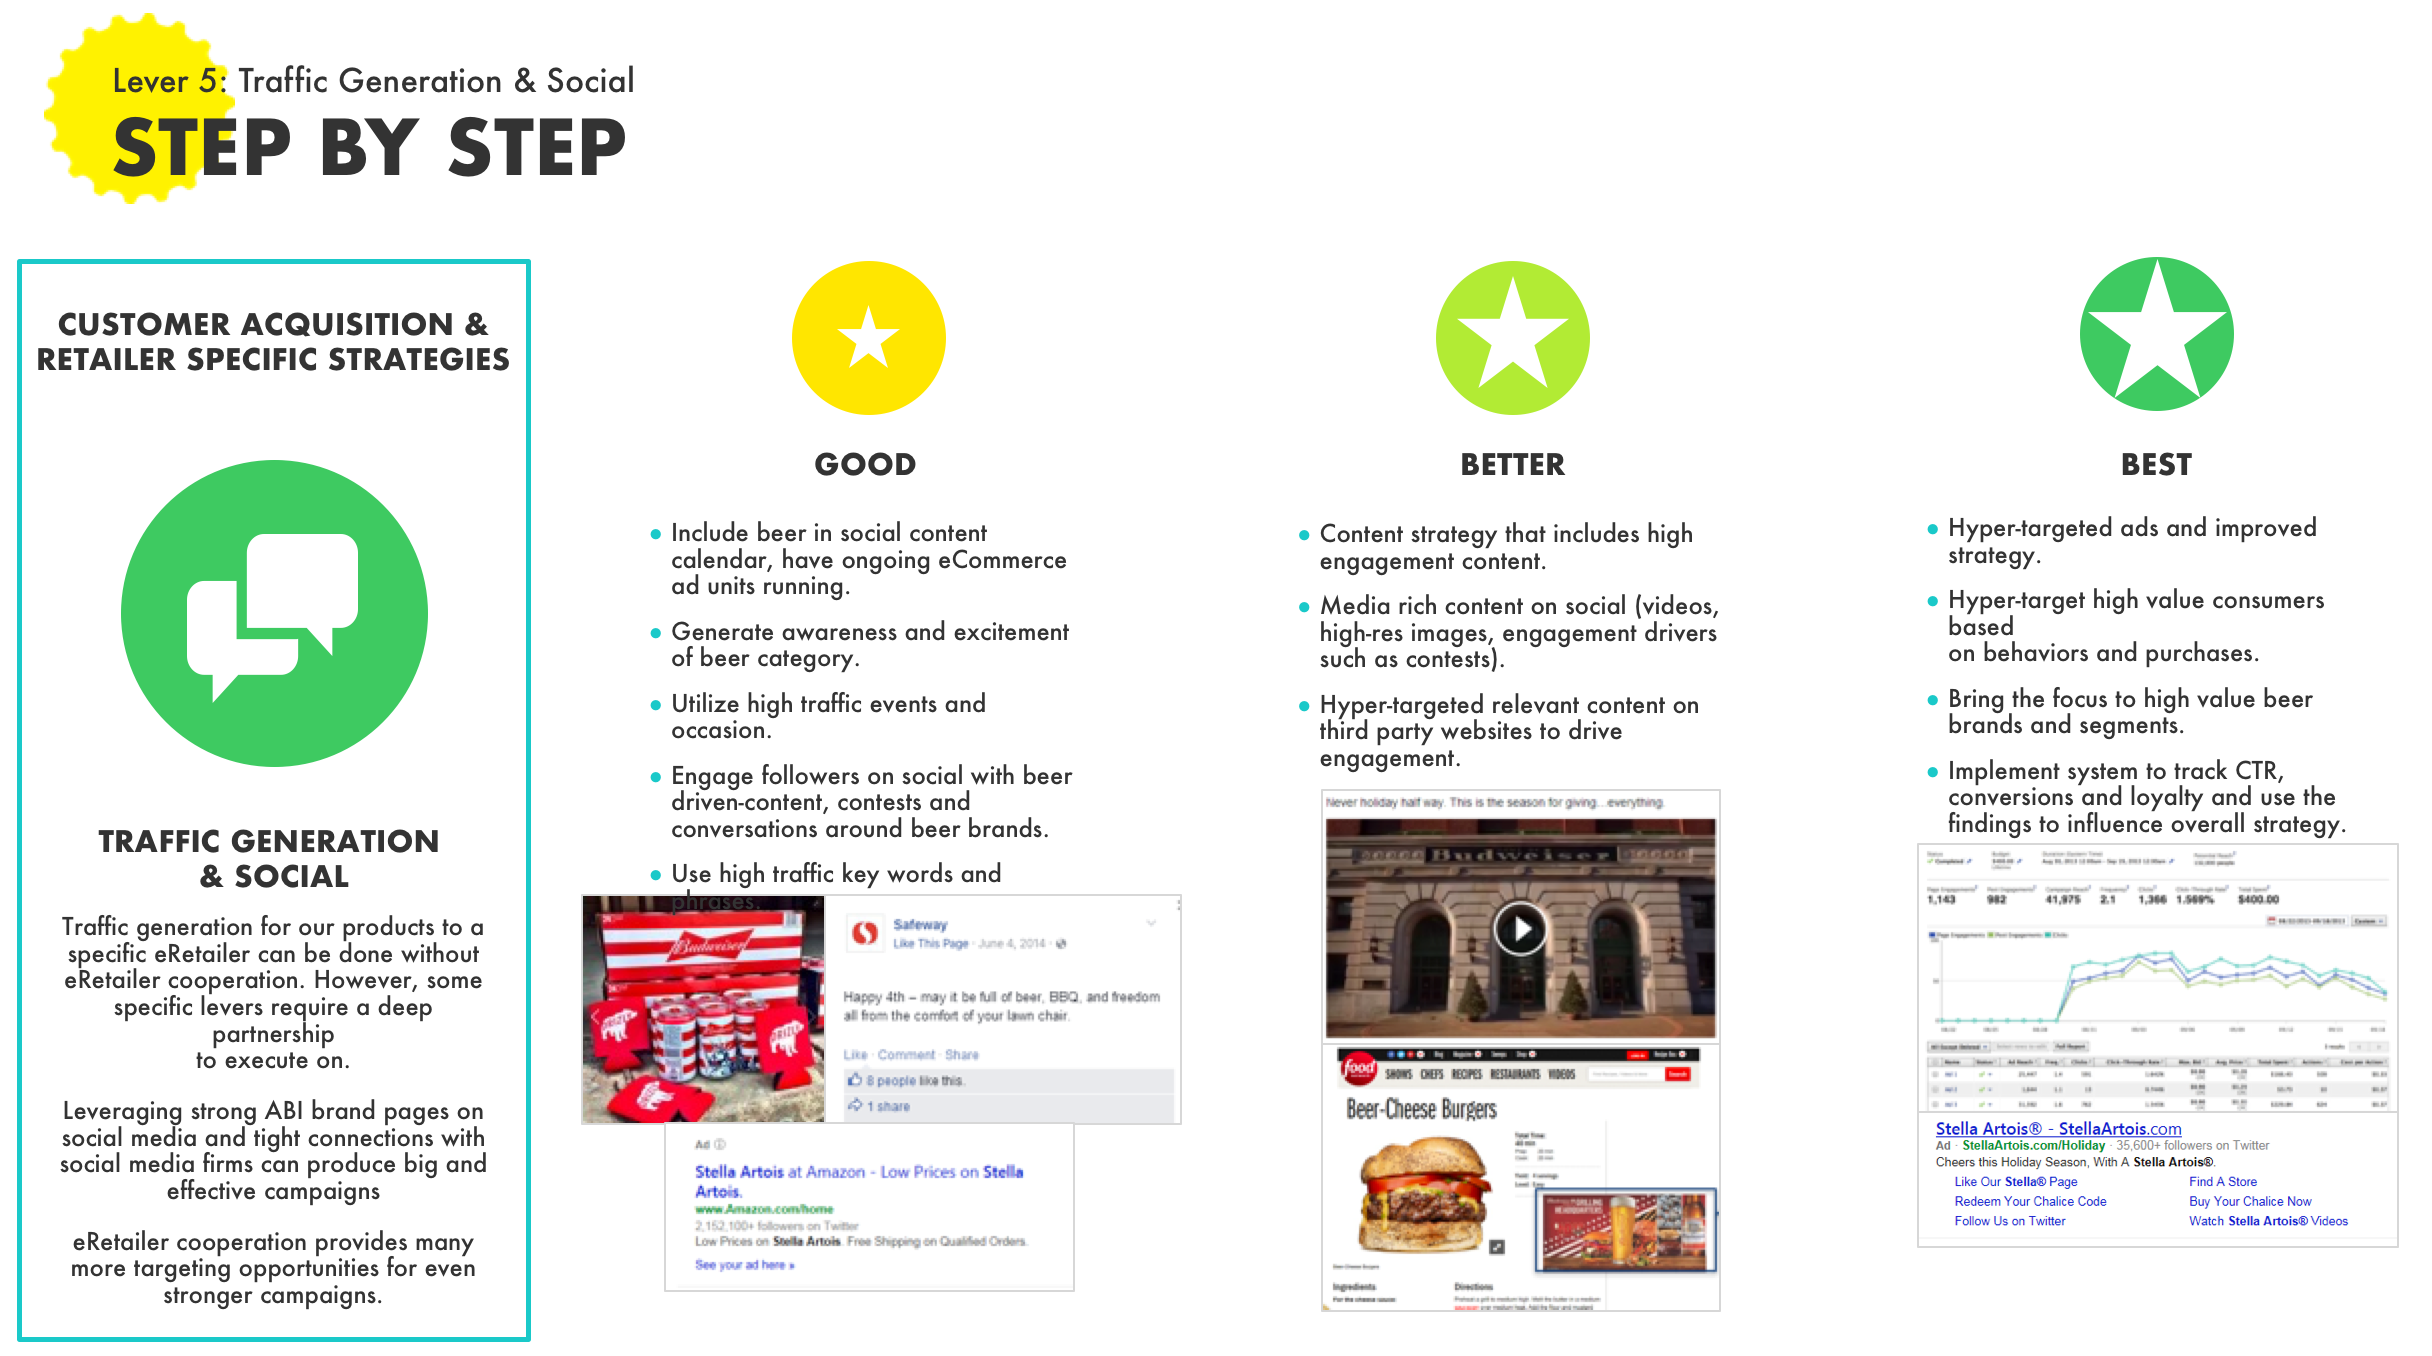 Lever 5: Traffic Generation & Social
STEP BY STEP
CUSTOMER ACQUISITION &
RETAILER SPECIFIC STRATEGIES
TRAFFIC GENERATION
& SOCIAL
Traffic generation for our products to a
specific eRetailer can be done without
eRetailer cooperation. However, some
specific levers require a deep
partnership
to execute on.
Leveraging strong ABI brand pages on
social media and tight connections with
social media firms can produce big and
effective campaigns
eRetailer cooperation provides many
more targeting opportunities for even
stronger campaigns.
GOOD
Include beer in social content
calendar, have ongoing eCommerce
ad units running.
Generate awareness and excitement
of beer category.
Utilize high traffic events and
occasion.
Engage followers on social with beer
driven-content, contests and
conversations around beer brands.
Use high traffic key words and
phrases.
Budweiser
Safeway
Like This Page · June 4, 2014 ·
Happy 4th – may it be full of beer, BBQ, and freedom
all from the comfort of your lawn chair.
Like · Comment · Share
8 people like this.
1 share
Ad
Stella Artois at Amazon - Low Prices on Stella
Artois.
www.Amazon.com/home
2,152,100+ followers on Twitter
Low Prices on Stella Artois. Free Shipping on Qualified Orders.
See your ad here »
BETTER
Content strategy that includes high
engagement content.
Media rich content on social (videos,
high-res images, engagement drivers
such as contests).
Hyper-targeted relevant content on
third party websites to drive
engagement.
Never holiday half way. This is the season for giving...everything.
Budweiser
food
SHOWS CHEFS RECIPES RESTAURANTS VIDEOS
Search
Beer-Cheese Burgers
Total Time:
Ingredients
Directions
For the cheese sauce:
GRILLING
HEADQUARTERS
BEST
Hyper-targeted ads and improved
strategy.
Hyper-target high value consumers
based
on behaviors and purchases.
Bring the focus to high value beer
brands and segments.
Implement system to track CTR,
conversions and loyalty and use the
findings to influence overall strategy.
Completed
1,143 982 41,975 2.1 1,366 1.569% $400.00
Page Engagements Post Engagements Clicks
Full Report
Stella Artois® - StellaArtois.com
Ad · StellaArtois.com/Holiday · 35,600+ followers on Twitter
Cheers this Holiday Season, With A Stella Artois®.
Like Our Stella® Page Find A Store
Redeem Your Chalice Code Buy Your Chalice Now
Follow Us on Twitter Watch Stella Artois® Videos